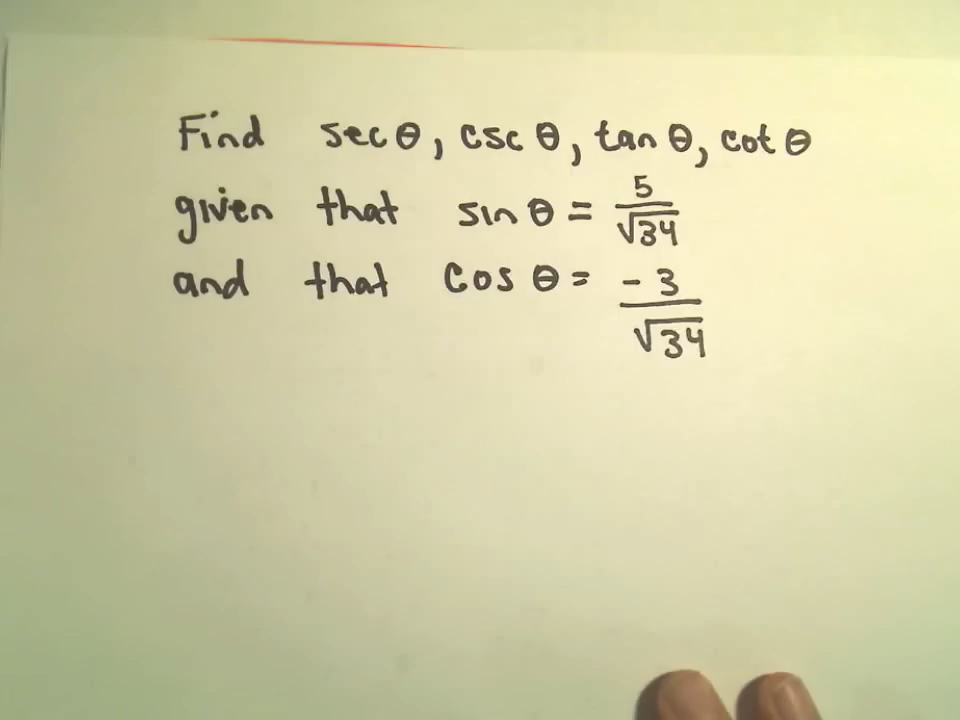 Find sec θ, csc θ, tan θ, cot θ
given that sin θ = 5/√34
and that cos θ = -3/√34